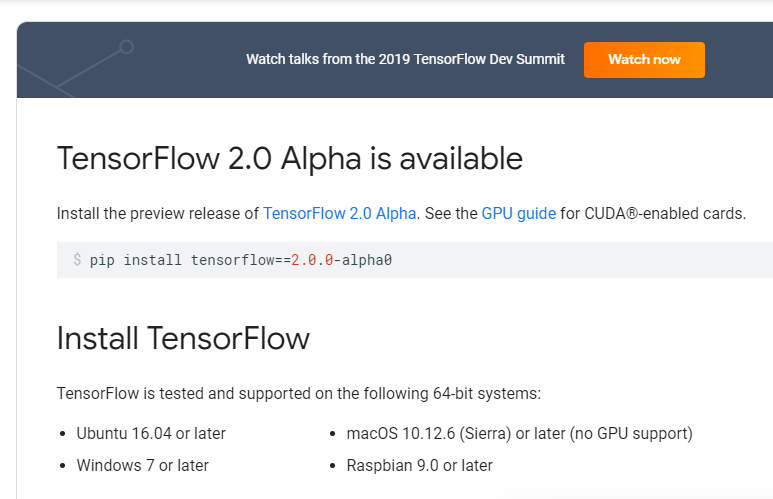 Watch talks from the 2019 TensorFlow Dev Summit Watch now
TensorFlow 2.0 Alpha is available
Install the preview release of TensorFlow 2.0 Alpha. See the GPU guide for CUDA®-enabled cards.
$ pip install tensorflow==2.0.0-alpha0
Install TensorFlow
TensorFlow is tested and supported on the following 64-bit systems:
• Ubuntu 16.04 or later
• Windows 7 or later
• macOS 10.12.6 (Sierra) or later (no GPU support)
• Raspbian 9.0 or later